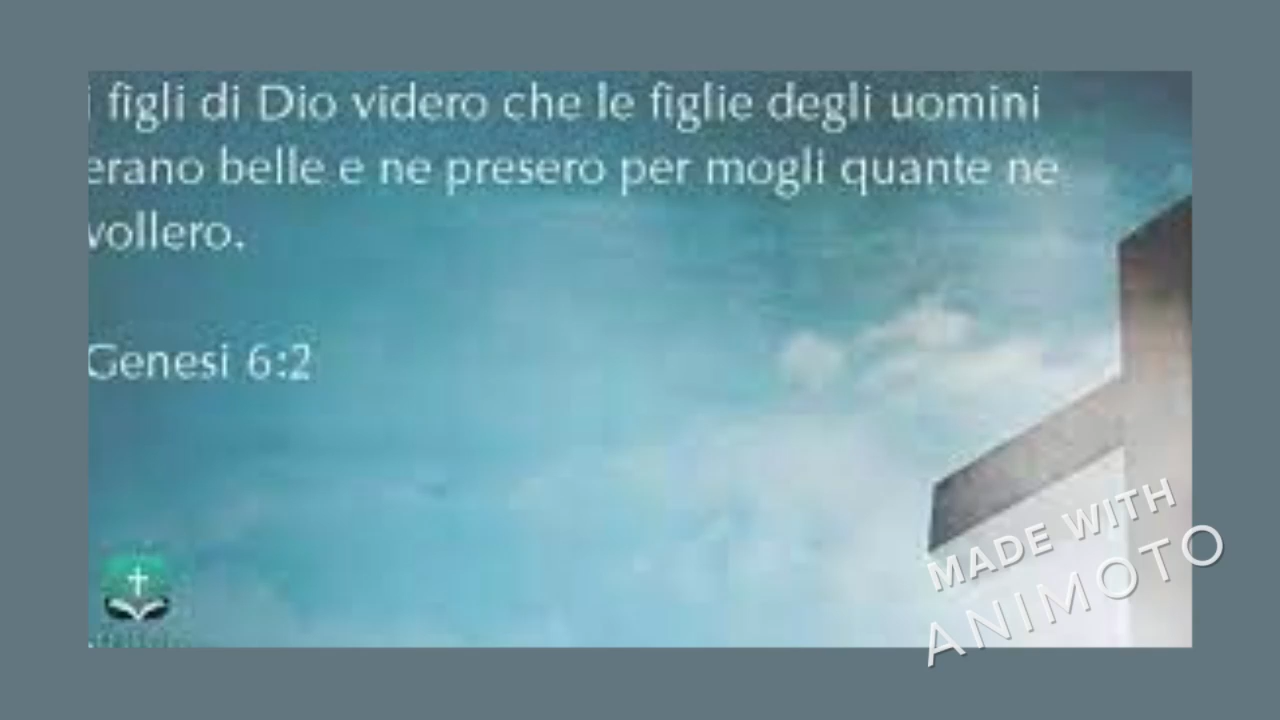 i figli di Dio videro che le figlie degli uomini
erano belle e ne presero per mogli quante ne
vollero.
Genesi 6:2
MADE WITH
ANIMOTO